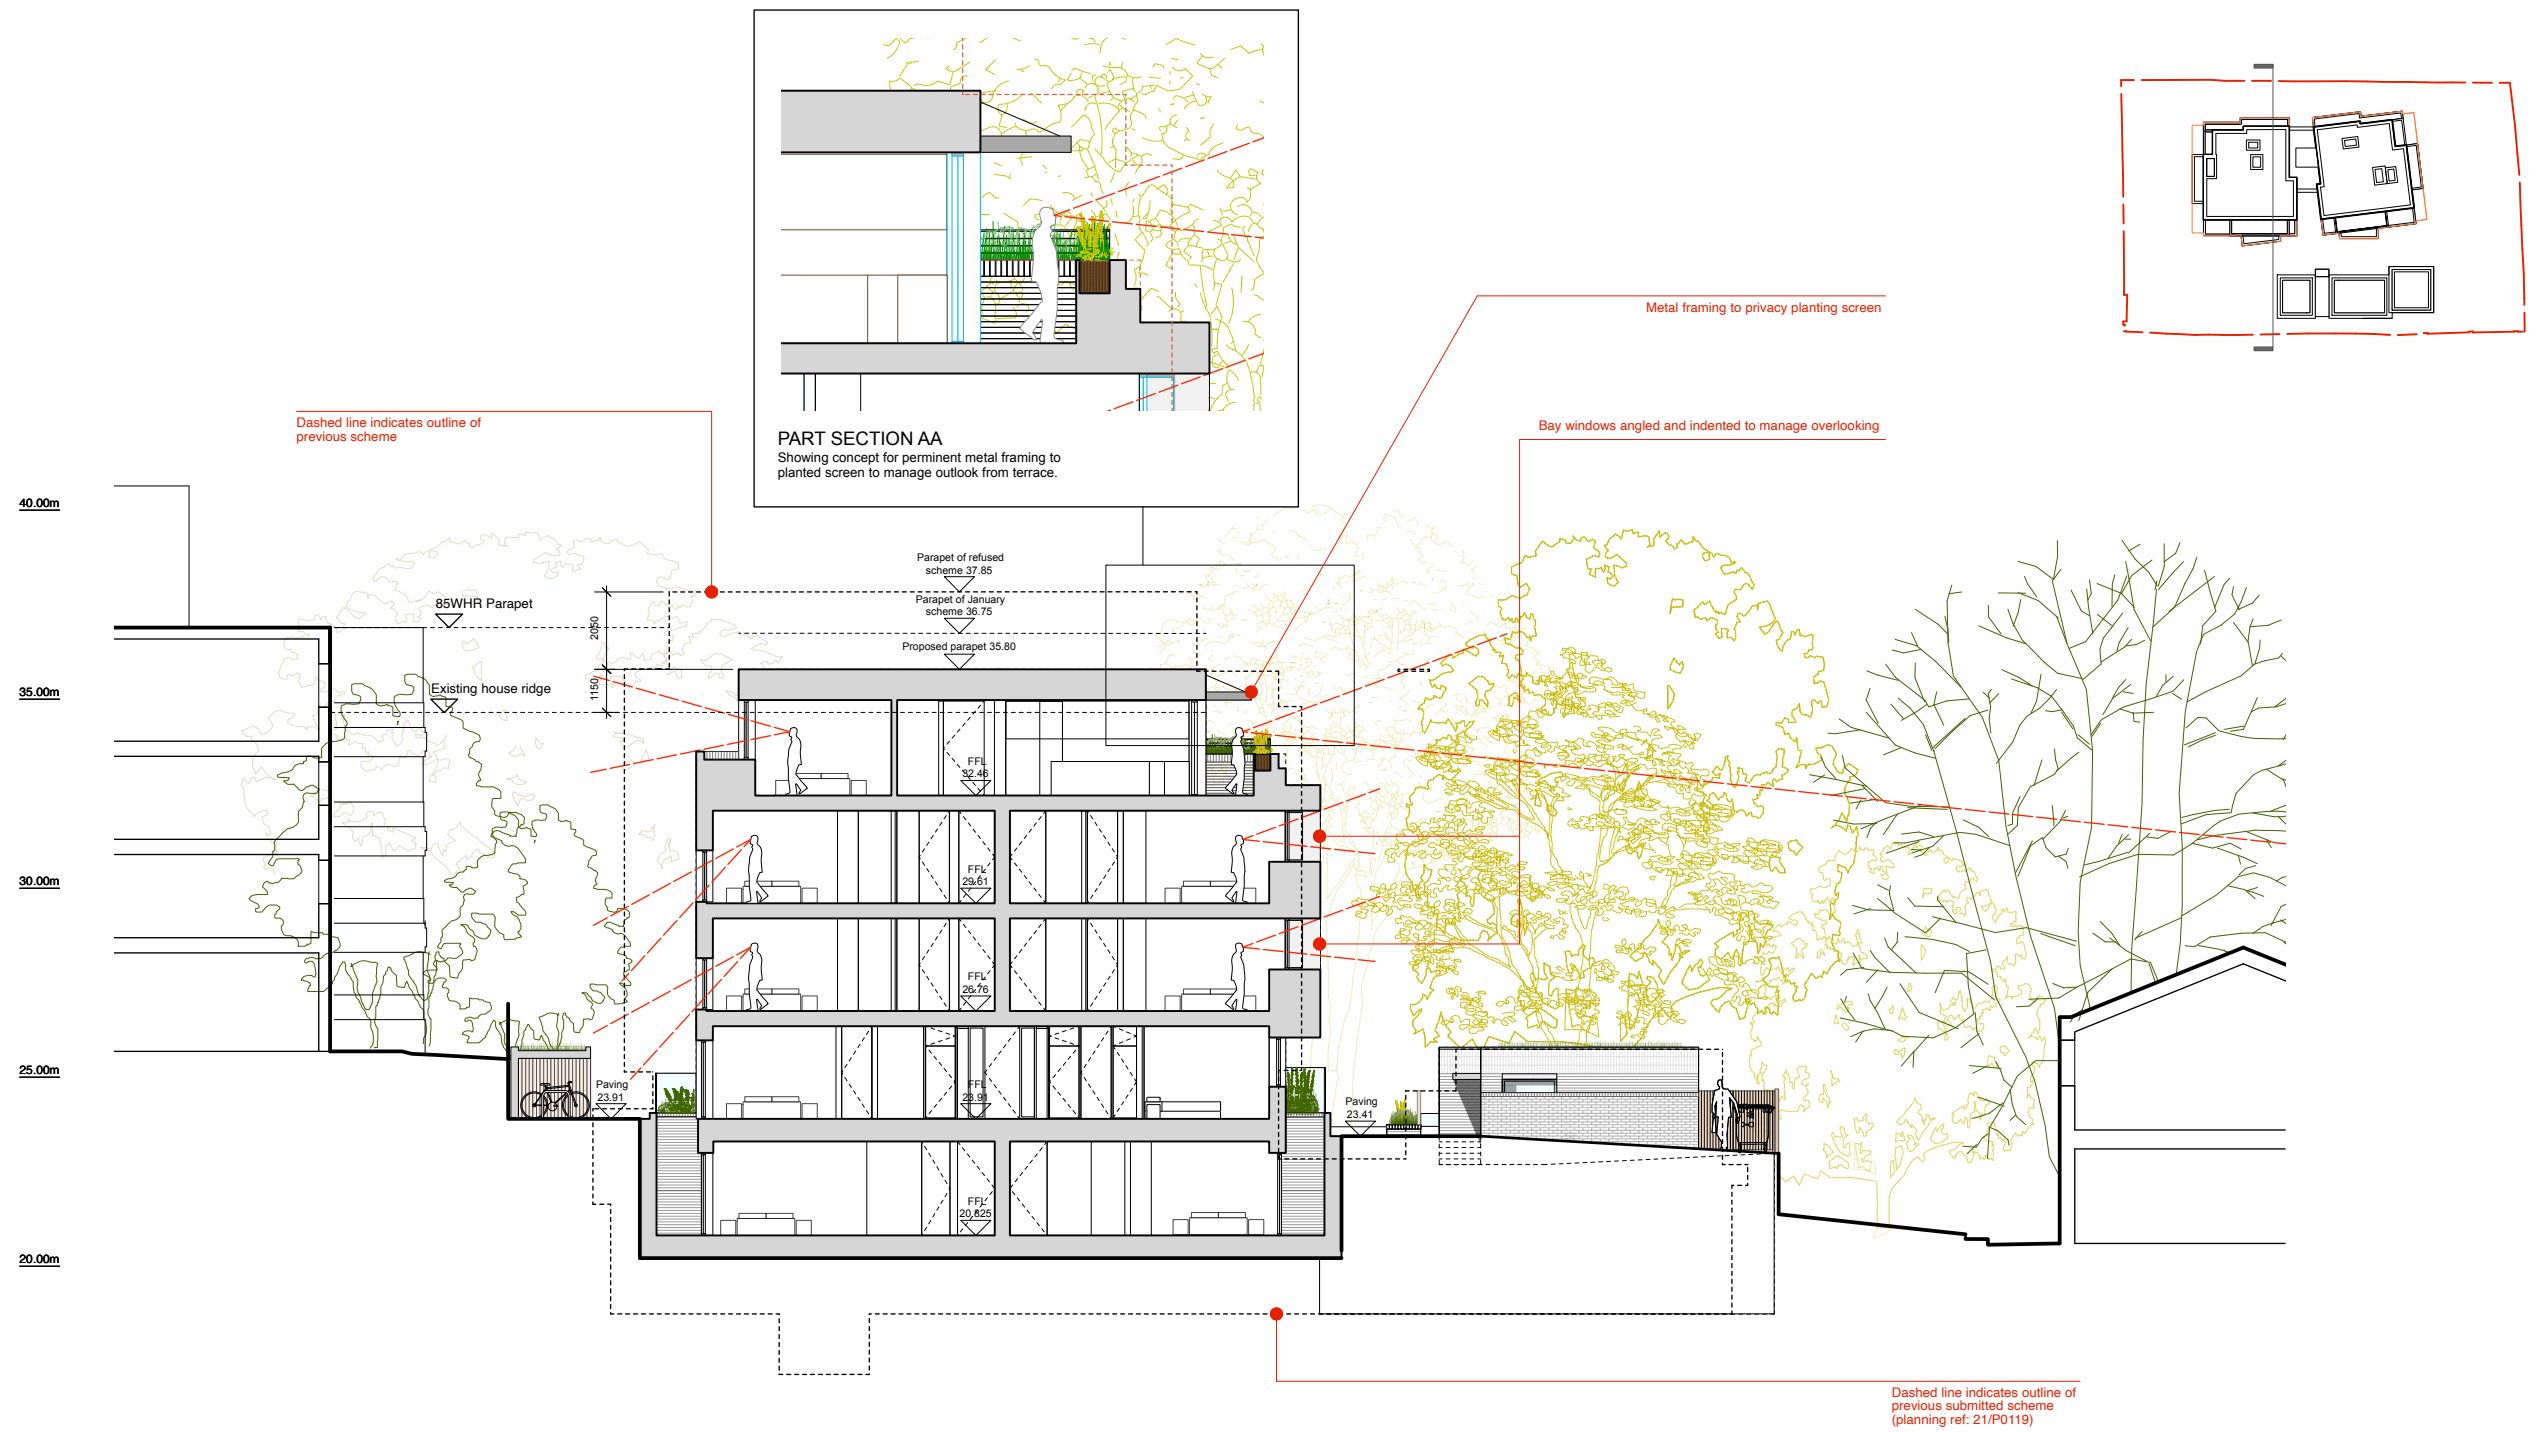 PART SECTION AA
Showing concept for perminent metal framing to
planted screen to manage outlook from terrace.
Metal framing to privacy planting screen
Bay windows angled and indented to manage overlooking
Dashed line indicates outline of
previous scheme
40.00m
35.00m
30.00m
25.00m
20.00m
85WHR Parapet
Existing house ridge
2050
1150
Parapet of refused
scheme 37.85
Parapet of January
scheme 36.75
Proposed parapet 35.80
FFL
32.46
FFL
29.61
FFL
26.76
FFL
23.91
FFL
20.825
Paving
23.91
Paving
23.41
Dashed line indicates outline of
previous submitted scheme
(planning ref: 21/P0119)